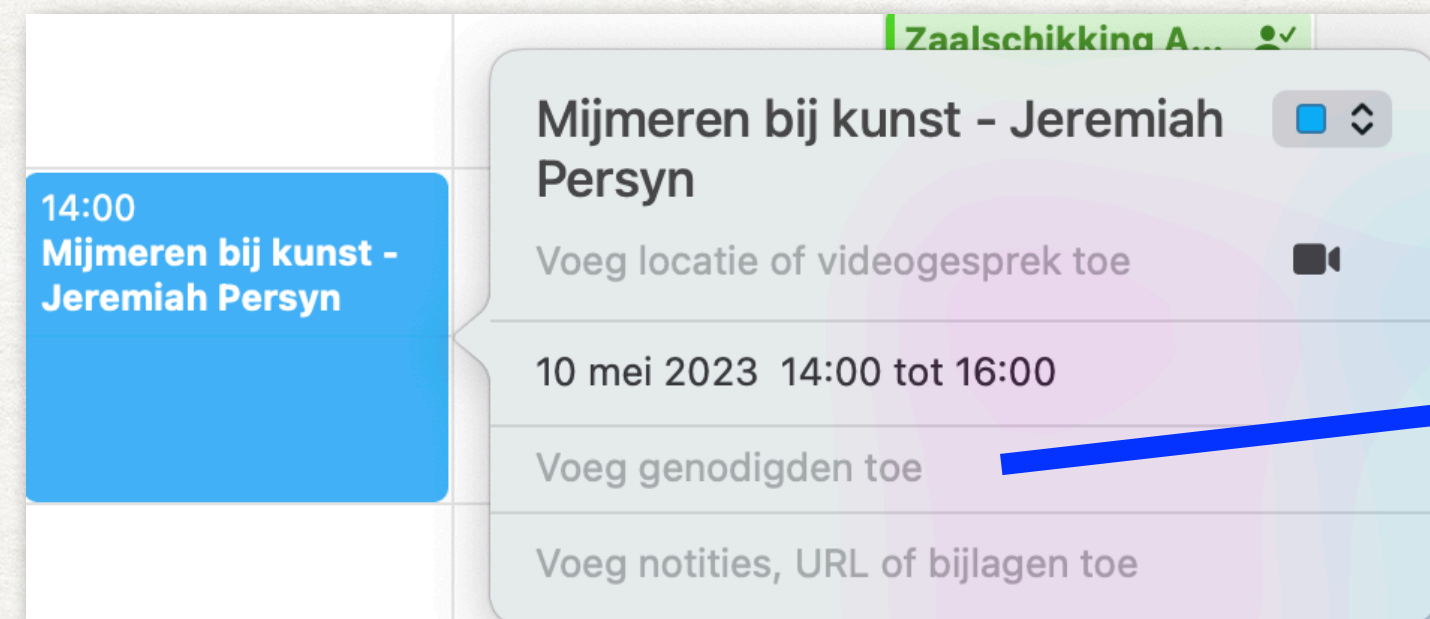 Zaalschikking A...
14:00
Mijmeren bij kunst -
Jeremiah Persyn
Mijmeren bij kunst - Jeremiah
Persyn
Voeg locatie of videogesprek toe
10 mei 2023 14:00 tot 16:00
Voeg genodigden toe
Voeg notities, URL of bijlagen toe